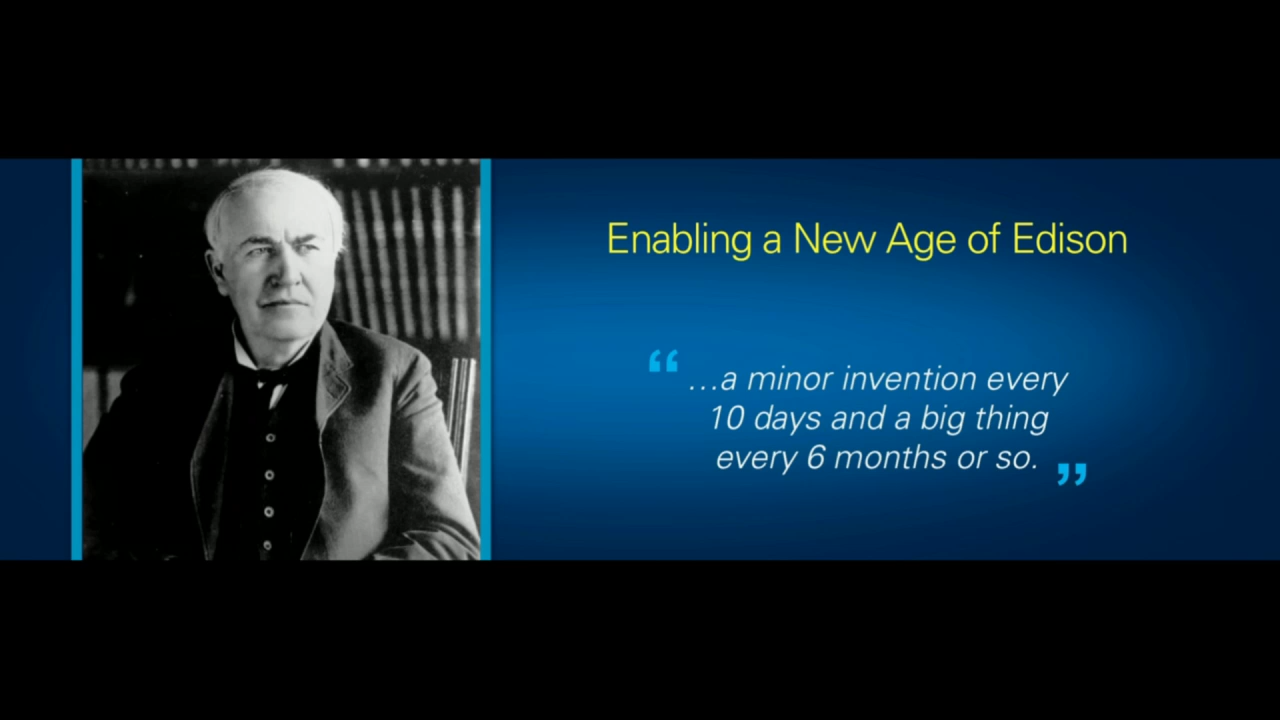 Enabling a New Age of Edison
“ …a minor invention every
10 days and a big thing
every 6 months or so. ”